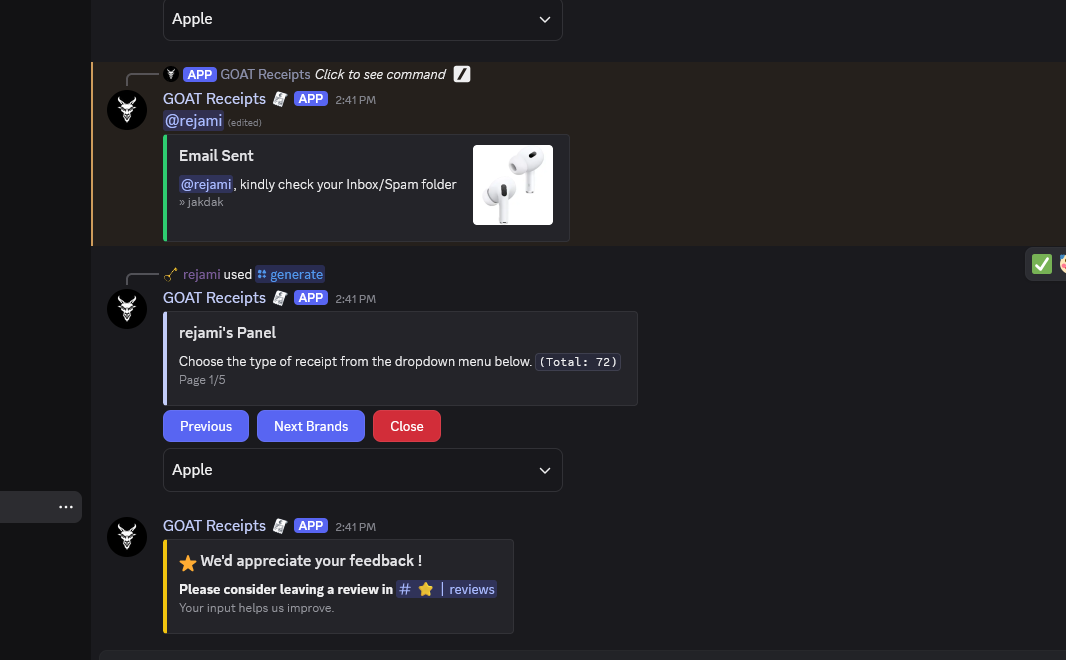 Apple
APP GOAT Receipts Click to see command
GOAT Receipts APP 2:41 PM
@rejami (edited)
Email Sent
@rejami, kindly check your Inbox/Spam folder
» jakdak
rejami used generate
GOAT Receipts APP 2:41 PM
rejami's Panel
Choose the type of receipt from the dropdown menu below. (Total: 72)
Page 1/5
Previous Next Brands Close
Apple
GOAT Receipts APP 2:41 PM
We'd appreciate your feedback !
Please consider leaving a review in # ⭐ | reviews
Your input helps us improve.